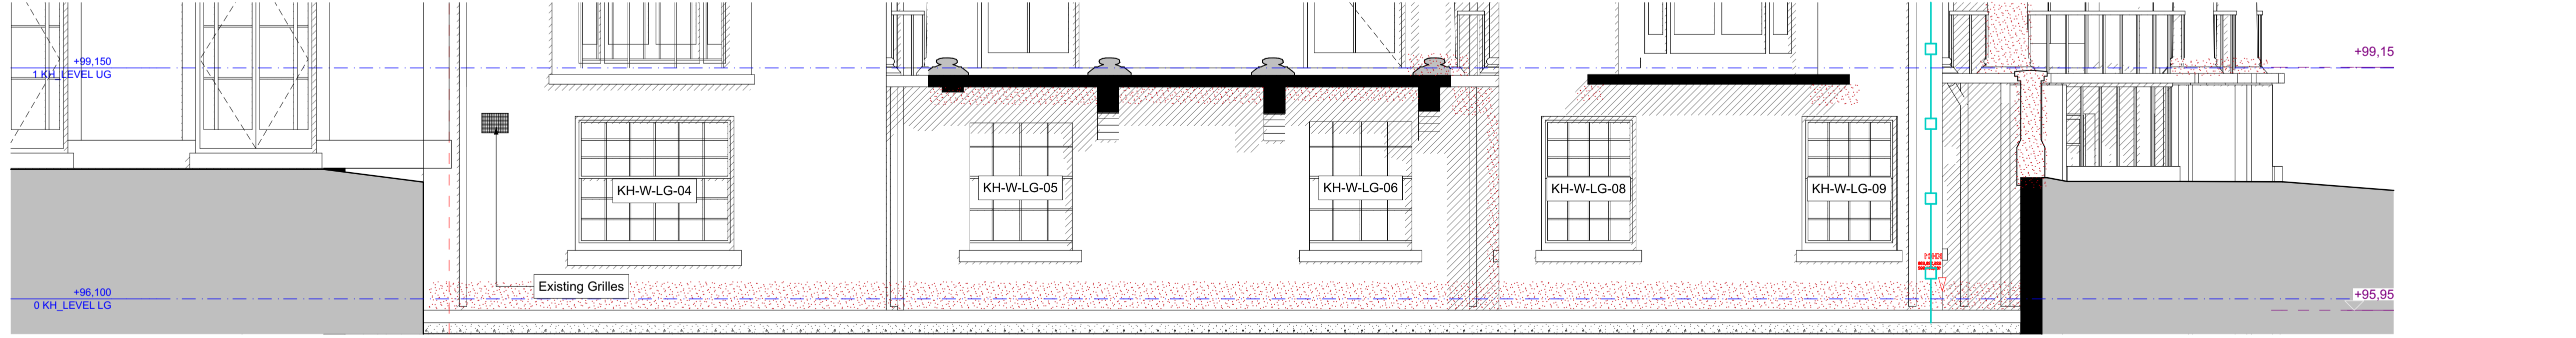 +99,150
1 KH_LEVEL UG
+99,15
KH-W-LG-04
KH-W-LG-05
KH-W-LG-06
KH-W-LG-08
KH-W-LG-09
Existing Grilles
+96,100
0 KH_LEVEL LG
+95,95